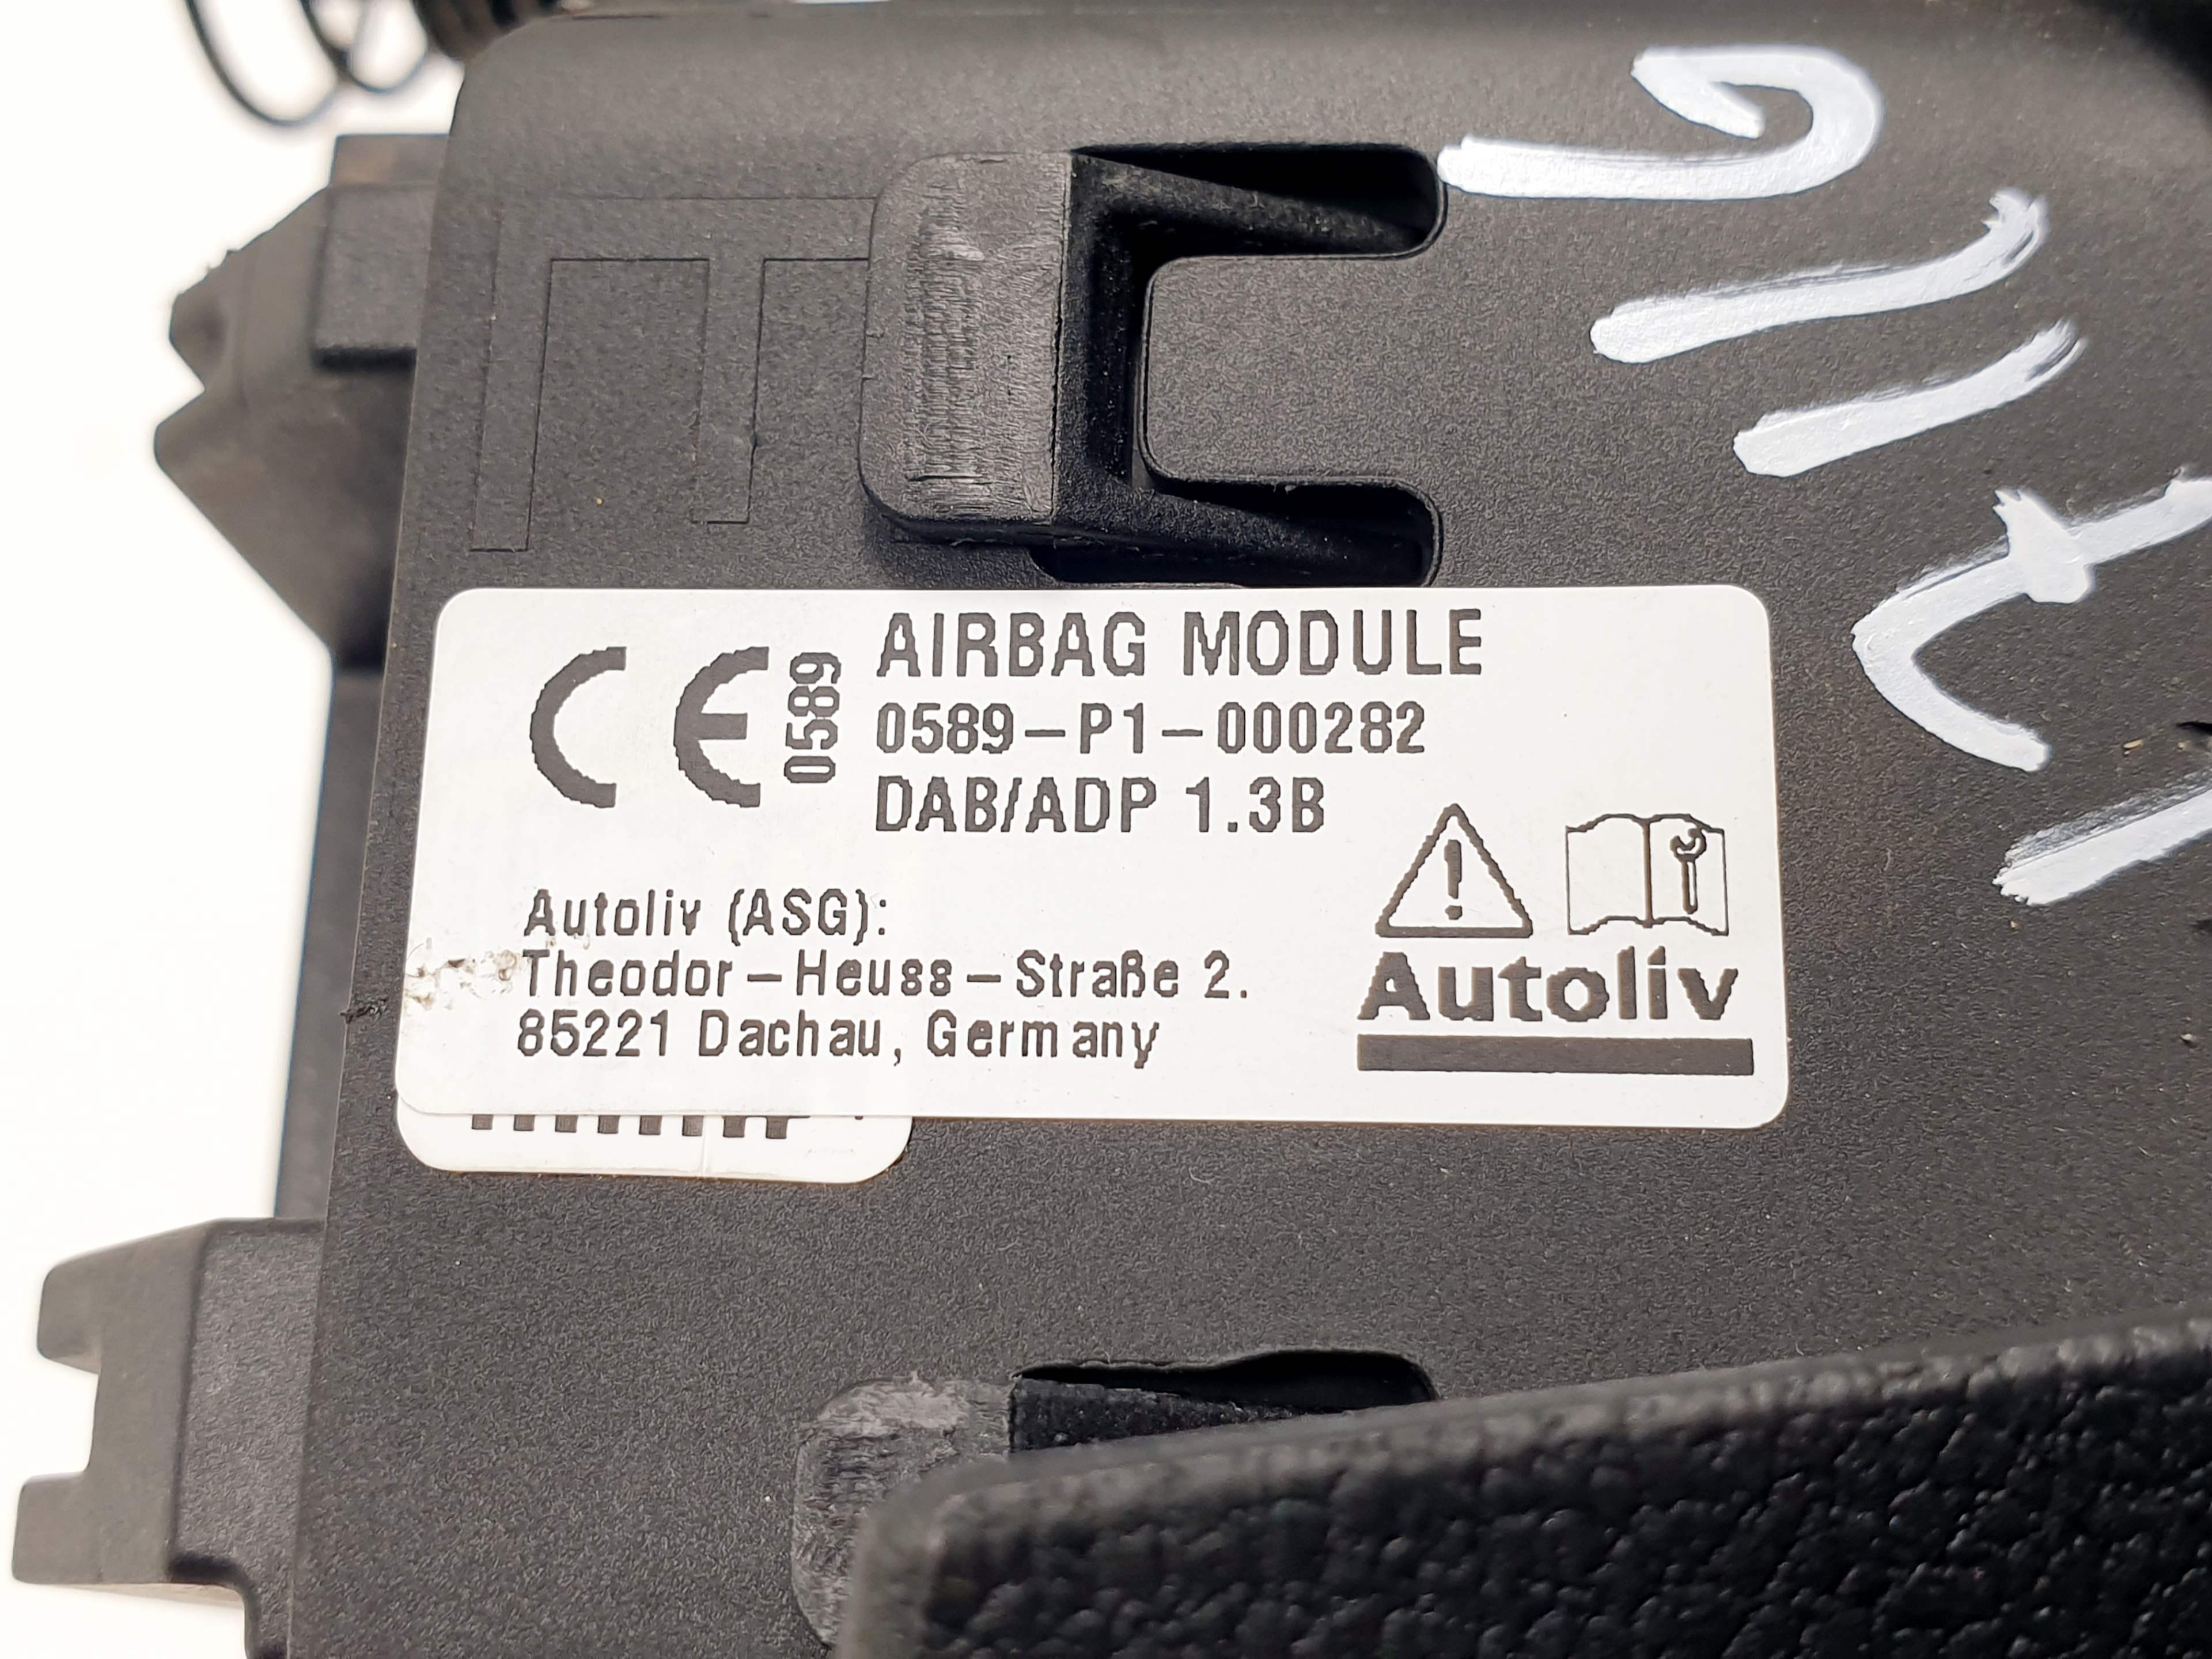 CE 0589
AIRBAG MODULE
0589-P1-000282
DAB/ADP 1.3B
Autoliv (ASG):
Theodor-Heuss-Straße 2.
85221 Dachau, Germany
Autoliv